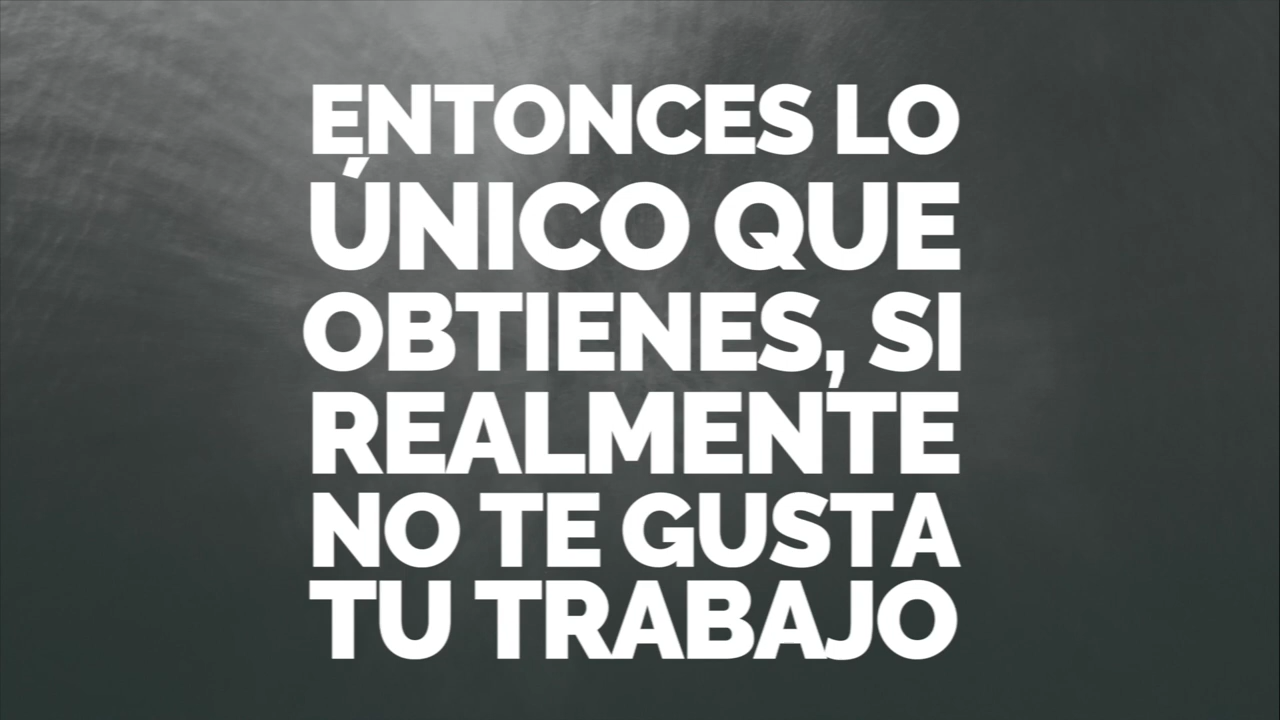 ENTONCES LO
ÚNICO QUE
OBTIENES, SI
REALMENTE
NO TE GUSTA
TU TRABAJO